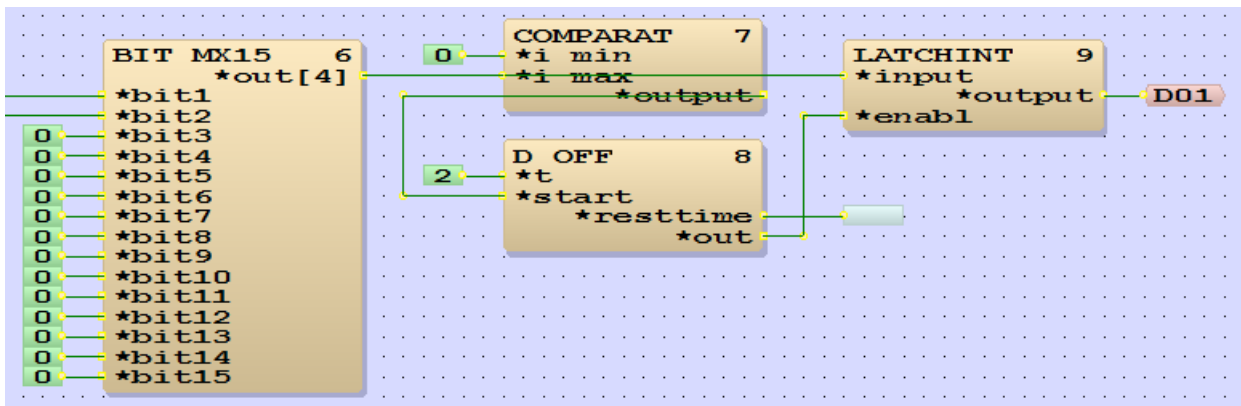 BIT MX15 6
*out[4]
*bit1
*bit2
0 *bit3
0 *bit4
0 *bit5
0 *bit6
0 *bit7
0 *bit8
0 *bit9
0 *bit10
0 *bit11
0 *bit12
0 *bit13
0 *bit14
0 *bit15
COMPARAT 7
0 *i min
*i max
*output
D OFF 8
2 *t
*start
*resttime
*out
LATCHINT 9
*input
*output D01
*enabl